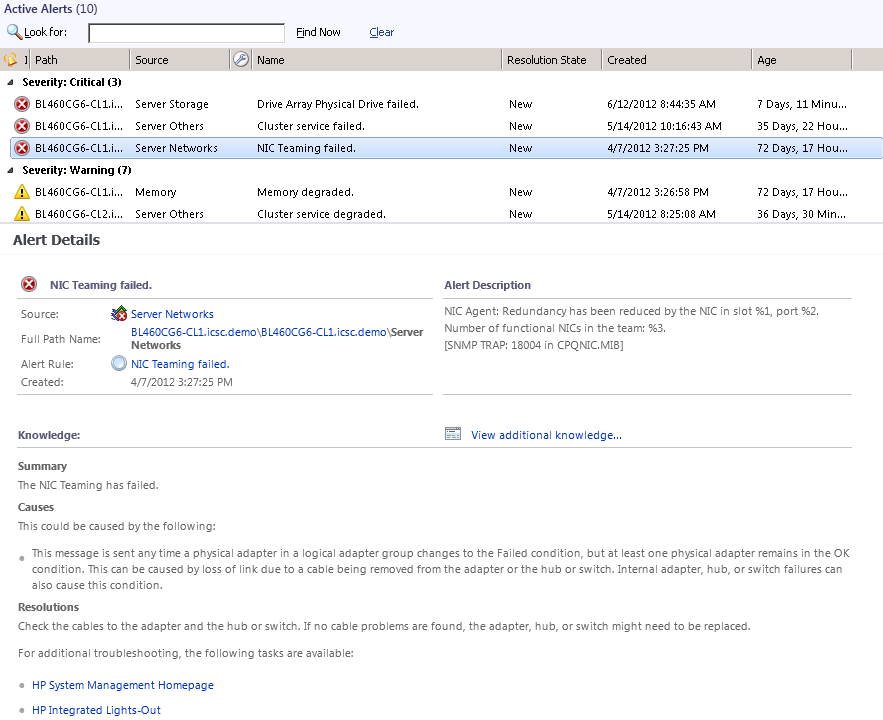 Active Alerts (10)
Look for: Find Now Clear
I Path Source Name Resolution State Created Age
Severity: Critical (3)
BL460CG6-CL1.i... Server Storage Drive Array Physical Drive failed. New 6/12/2012 8:44:35 AM 7 Days, 11 Minu...
BL460CG6-CL1.i... Server Others Cluster service failed. New 5/14/2012 10:16:43 AM 35 Days, 22 Hou...
BL460CG6-CL1.i... Server Networks NIC Teaming failed. New 4/7/2012 3:27:25 PM 72 Days, 17 Hou...
Severity: Warning (7)
BL460CG6-CL1.i... Memory Memory degraded. New 4/7/2012 3:26:58 PM 72 Days, 17 Hou...
BL460CG6-CL2.i... Server Others Cluster service degraded. New 5/14/2012 8:25:08 AM 36 Days, 30 Min...
Alert Details
NIC Teaming failed.
Source: Server Networks
Full Path Name: BL460CG6-CL1.icsc.demo\BL460CG6-CL1.icsc.demo\Server
Networks
Alert Rule: NIC Teaming failed.
Created: 4/7/2012 3:27:25 PM
Alert Description
NIC Agent: Redundancy has been reduced by the NIC in slot %1, port %2.
Number of functional NICs in the team: %3.
[SNMP TRAP: 18004 in CPQNIC.MIB]
Knowledge: View additional knowledge...
Summary
The NIC Teaming has failed.
Causes
This could be caused by the following:
This message is sent any time a physical adapter in a logical adapter group changes to the Failed condition, but at least one physical adapter remains in the OK
condition. This can be caused by loss of link due to a cable being removed from the adapter or the hub or switch. Internal adapter, hub, or switch failures can
also cause this condition.
Resolutions
Check the cables to the adapter and the hub or switch. If no cable problems are found, the adapter, hub, or switch might need to be replaced.
For additional troubleshooting, the following tasks are available:
HP System Management Homepage
HP Integrated Lights-Out